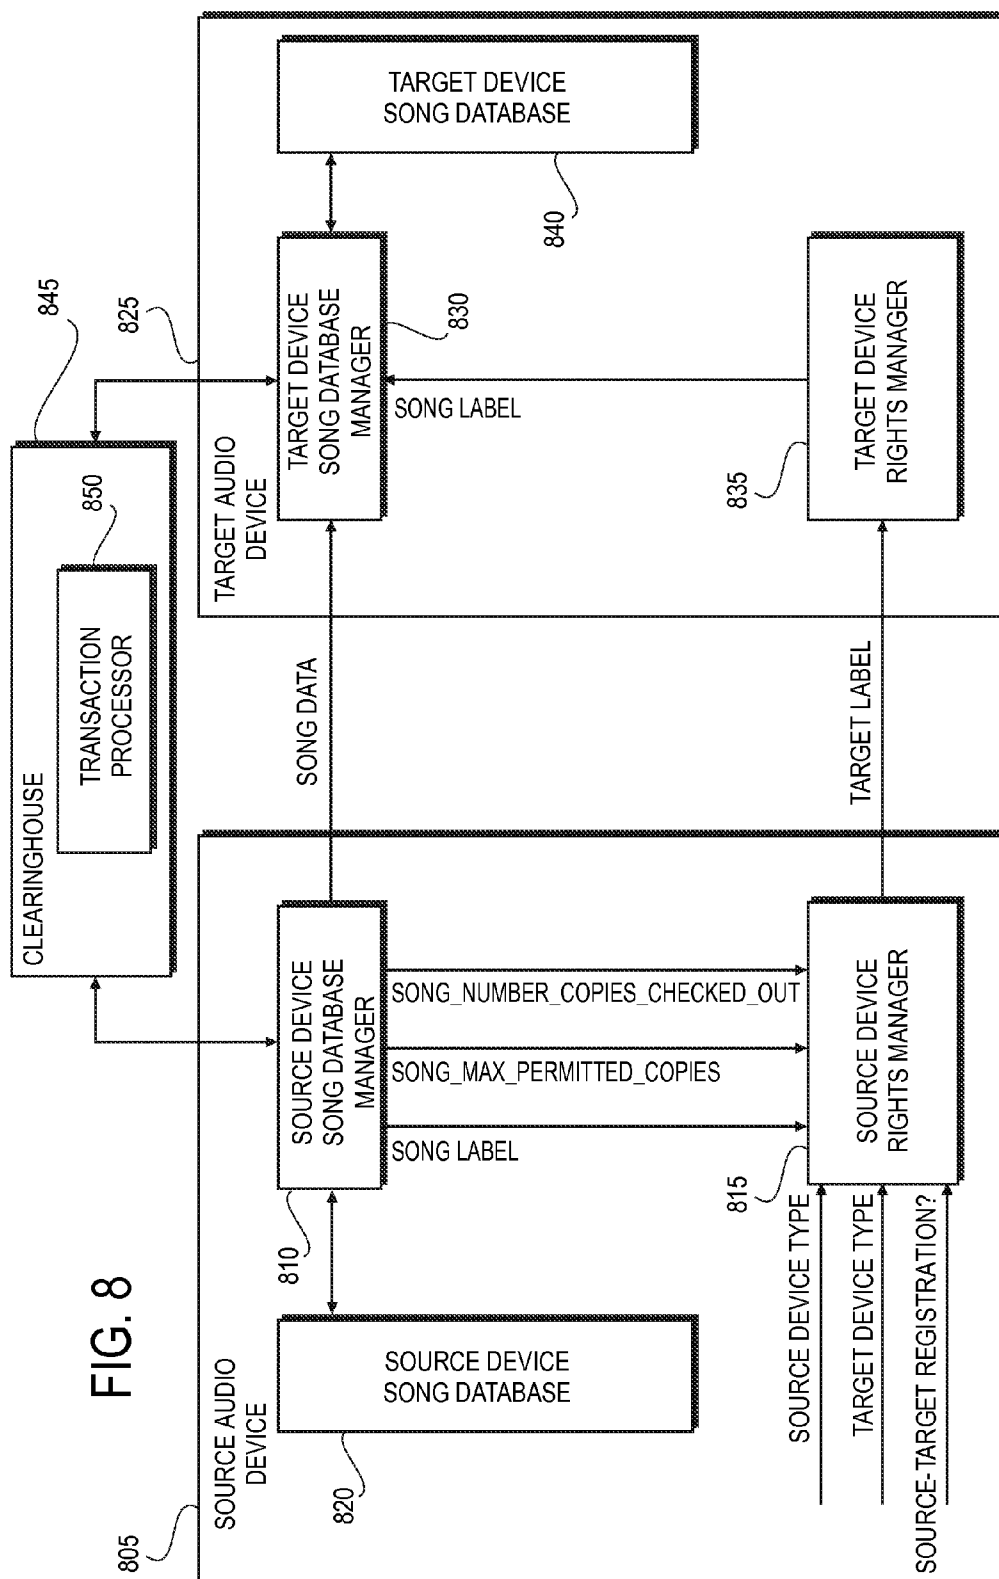 FIG. 8
CLEARINGHOUSE
845
TRANSACTION
PROCESSOR
850
805
SOURCE AUDIO
DEVICE
SOURCE DEVICE
SONG DATABASE
820
SOURCE DEVICE
SONG DATABASE
MANAGER
810
SONG LABEL
SONG_MAX_PERMITTED_COPIES
SONG_NUMBER_COPIES_CHECKED_OUT
SOURCE DEVICE TYPE
TARGET DEVICE TYPE
SOURCE-TARGET REGISTRATION?
815
SOURCE DEVICE
RIGHTS MANAGER
SONG DATA
TARGET LABEL
825
TARGET AUDIO
DEVICE
TARGET DEVICE
SONG DATABASE
MANAGER
830
TARGET DEVICE
SONG DATABASE
840
SONG LABEL
835
TARGET DEVICE
RIGHTS MANAGER